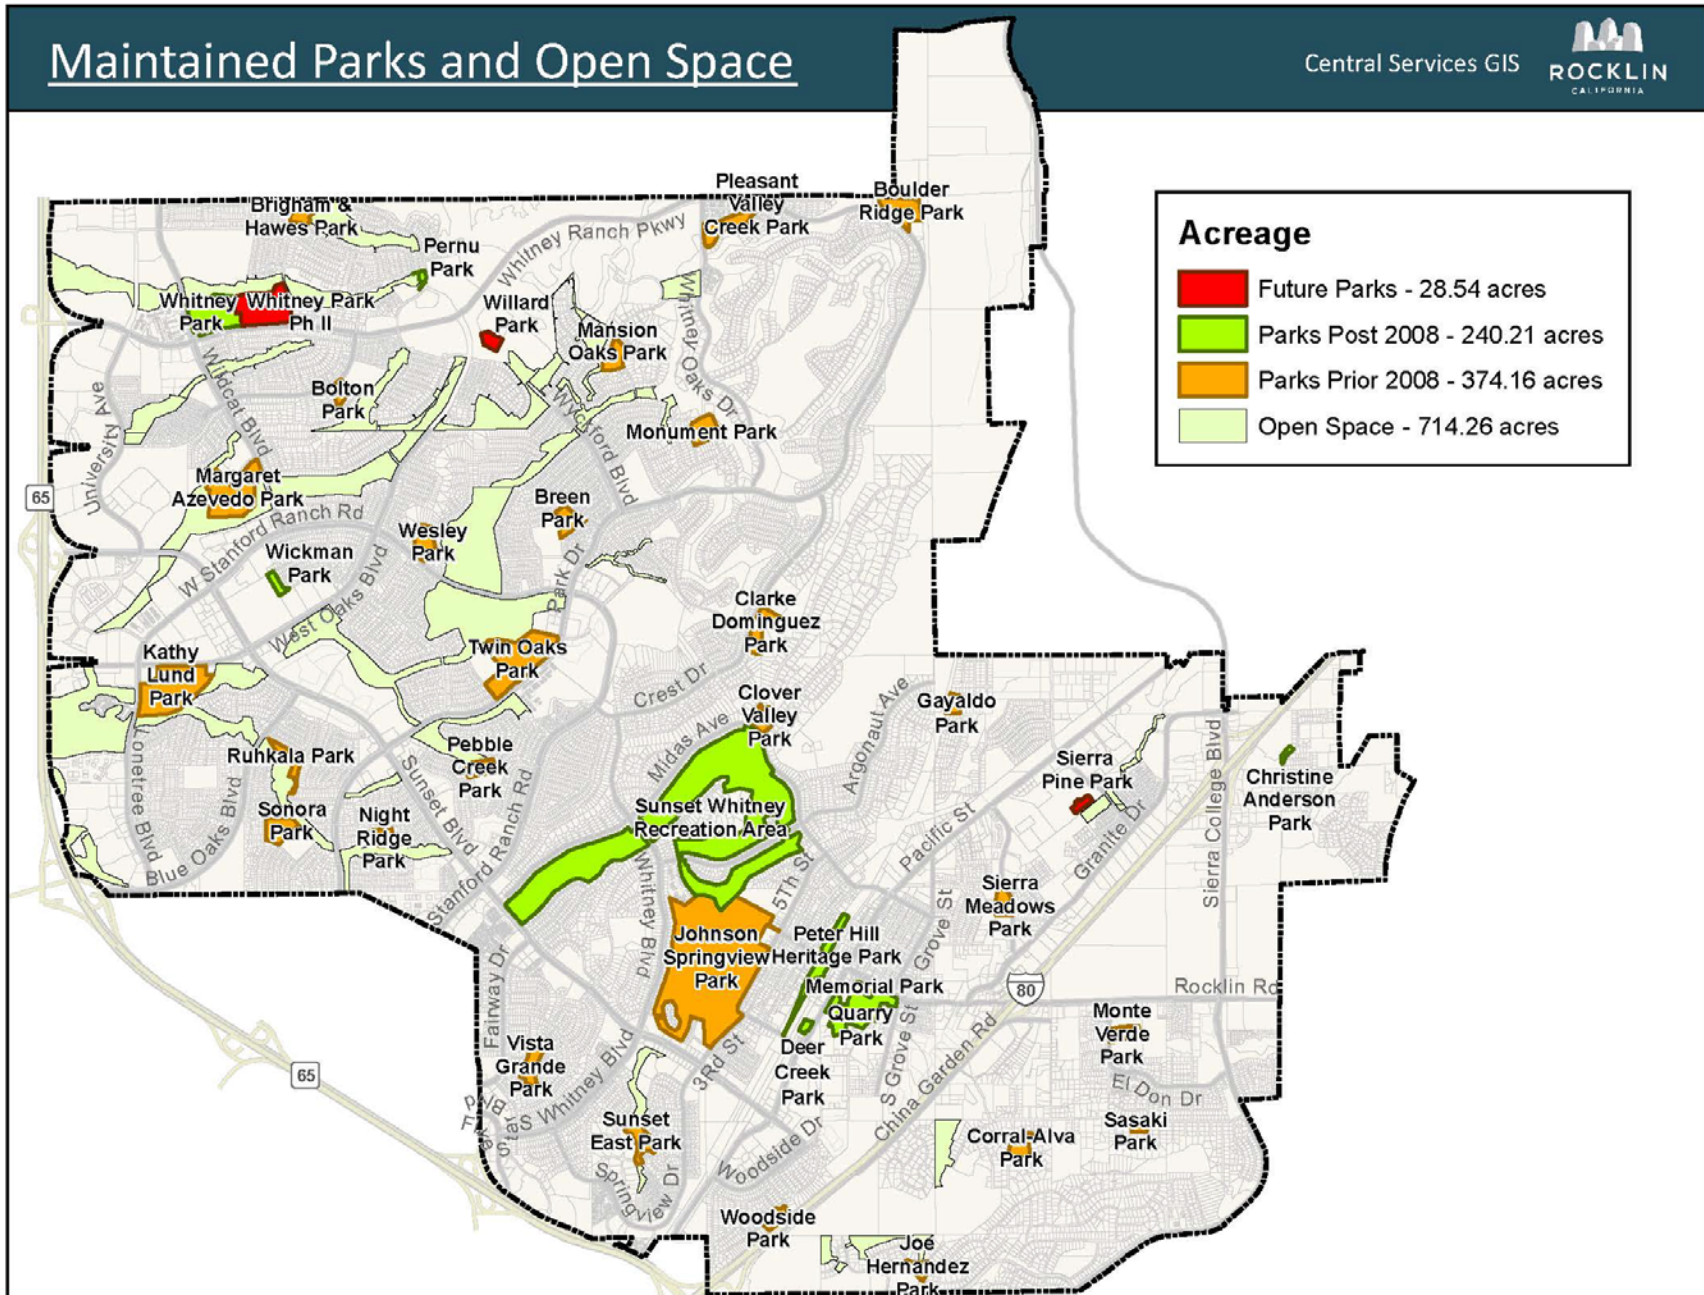 Maintained Parks and Open Space
Central Services GIS
ROCKLIN
CALIFORNIA
Acreage
Future Parks - 28.54 acres
Parks Post 2008 - 240.21 acres
Parks Prior 2008 - 374.16 acres
Open Space - 714.26 acres
Brigham &
Hawes Park
Pernu
Park
Whitney Ranch Pkwy
Pleasant
Valley
Creek Park
Boulder
Ridge Park
Whitney
Park
Whitney Park
Ph II
Willard
Park
Mansion
Oaks Park
Whitney Oaks Dr
University Ave
Wildcat Blvd
Bolton
Park
Wyckford Blvd
Monument Park
65
Margaret
Azevedo Park
W Stanford Ranch Rd
Wesley
Park
Breen
Park
Wickman
Park
West Oaks Blvd
Park Dr
Clarke
Dominguez
Park
Kathy
Lund
Park
Twin Oaks
Park
Crest Dr
Clover
Valley
Park
Midas Ave
Argonaut Ave
Gayaldo
Park
Lonetree Blvd
Ruhkala Park
Sunset Blvd
Pebble
Creek
Park
Sierra
Pine Park
Sierra College Blvd
Christine
Anderson
Park
Sonora
Park
Night
Ridge
Park
Blue Oaks Blvd
Stanford Ranch Rd
Sunset Whitney
Recreation Area
Pacific St
Granite Dr
Whitney Blvd
5Th St
Sierra
Meadows
Park
Johnson
Springview
Park
Peter Hill
Heritage Park
Grove St
Memorial Park
Quarry
Park
80
Rocklin Rd
Fairway Dr
Vista
Grande
Park
S Whitney Blvd
3Rd St
Deer
Creek
Park
S Grove St
China Garden Rd
Monte
Verde
Park
El Don Dr
65
Five Star Blvd
Sunset
East Park
Springview Dr
Woodside Dr
Corral-Alva
Park
Sasaki
Park
Woodside
Park
Joe
Hernandez
Park